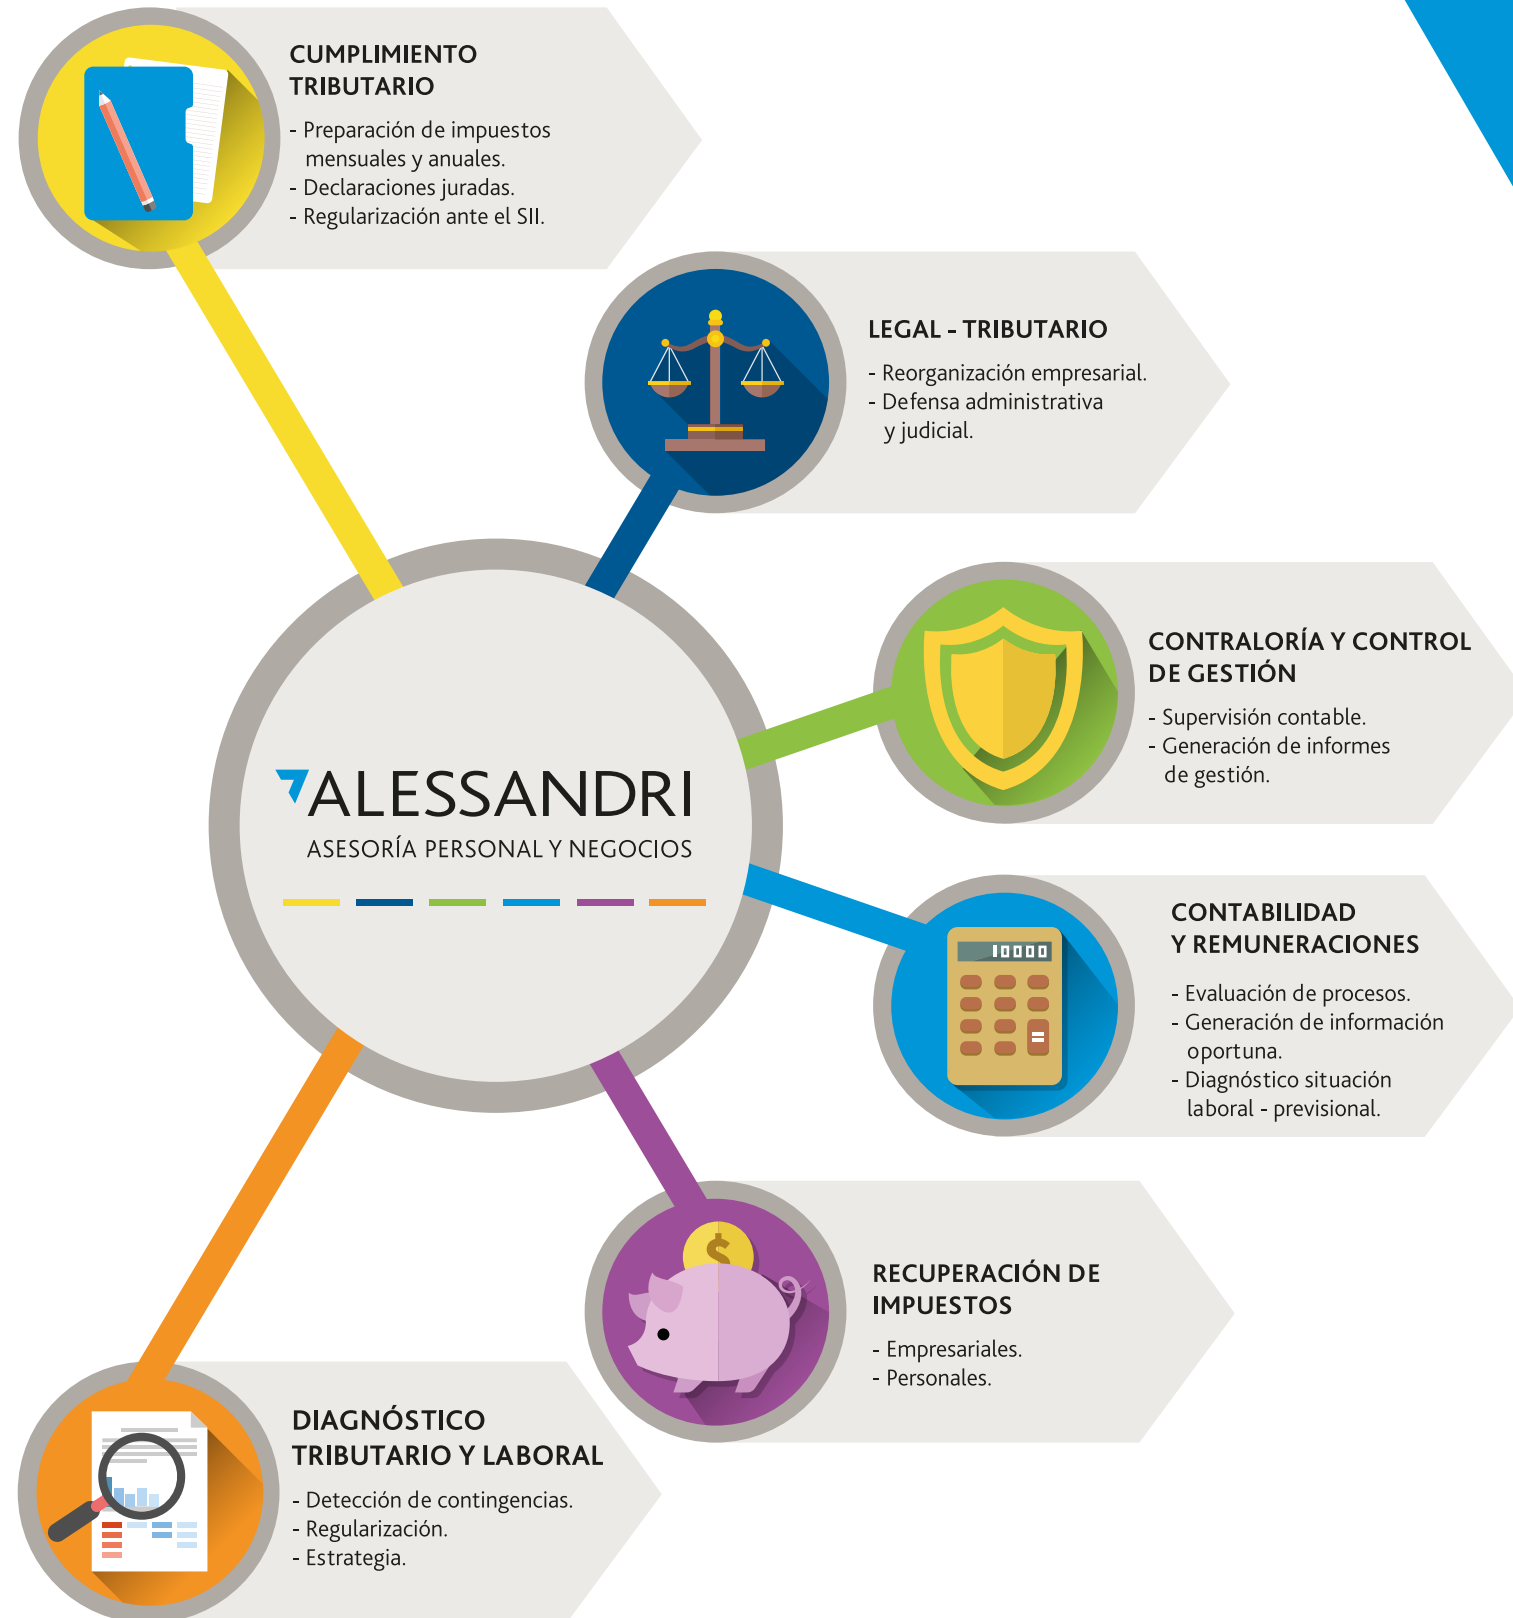 CUMPLIMIENTO
TRIBUTARIO
- Preparación de impuestos
mensuales y anuales.
- Declaraciones juradas.
- Regularización ante el SII.
LEGAL - TRIBUTARIO
- Reorganización empresarial.
- Defensa administrativa
y judicial.
CONTRALORÍA Y CONTROL
DE GESTIÓN
- Supervisión contable.
- Generación de informes
de gestión.
ALESSANDRI
ASESORÍA PERSONAL Y NEGOCIOS
CONTABILIDAD
Y REMUNERACIONES
10000
=
- Evaluación de procesos.
- Generación de información
oportuna.
- Diagnóstico situación
laboral - previsional.
$
RECUPERACIÓN DE
IMPUESTOS
- Empresariales.
- Personales.
DIAGNÓSTICO
TRIBUTARIO Y LABORAL
- Detección de contingencias.
- Regularización.
- Estrategia.